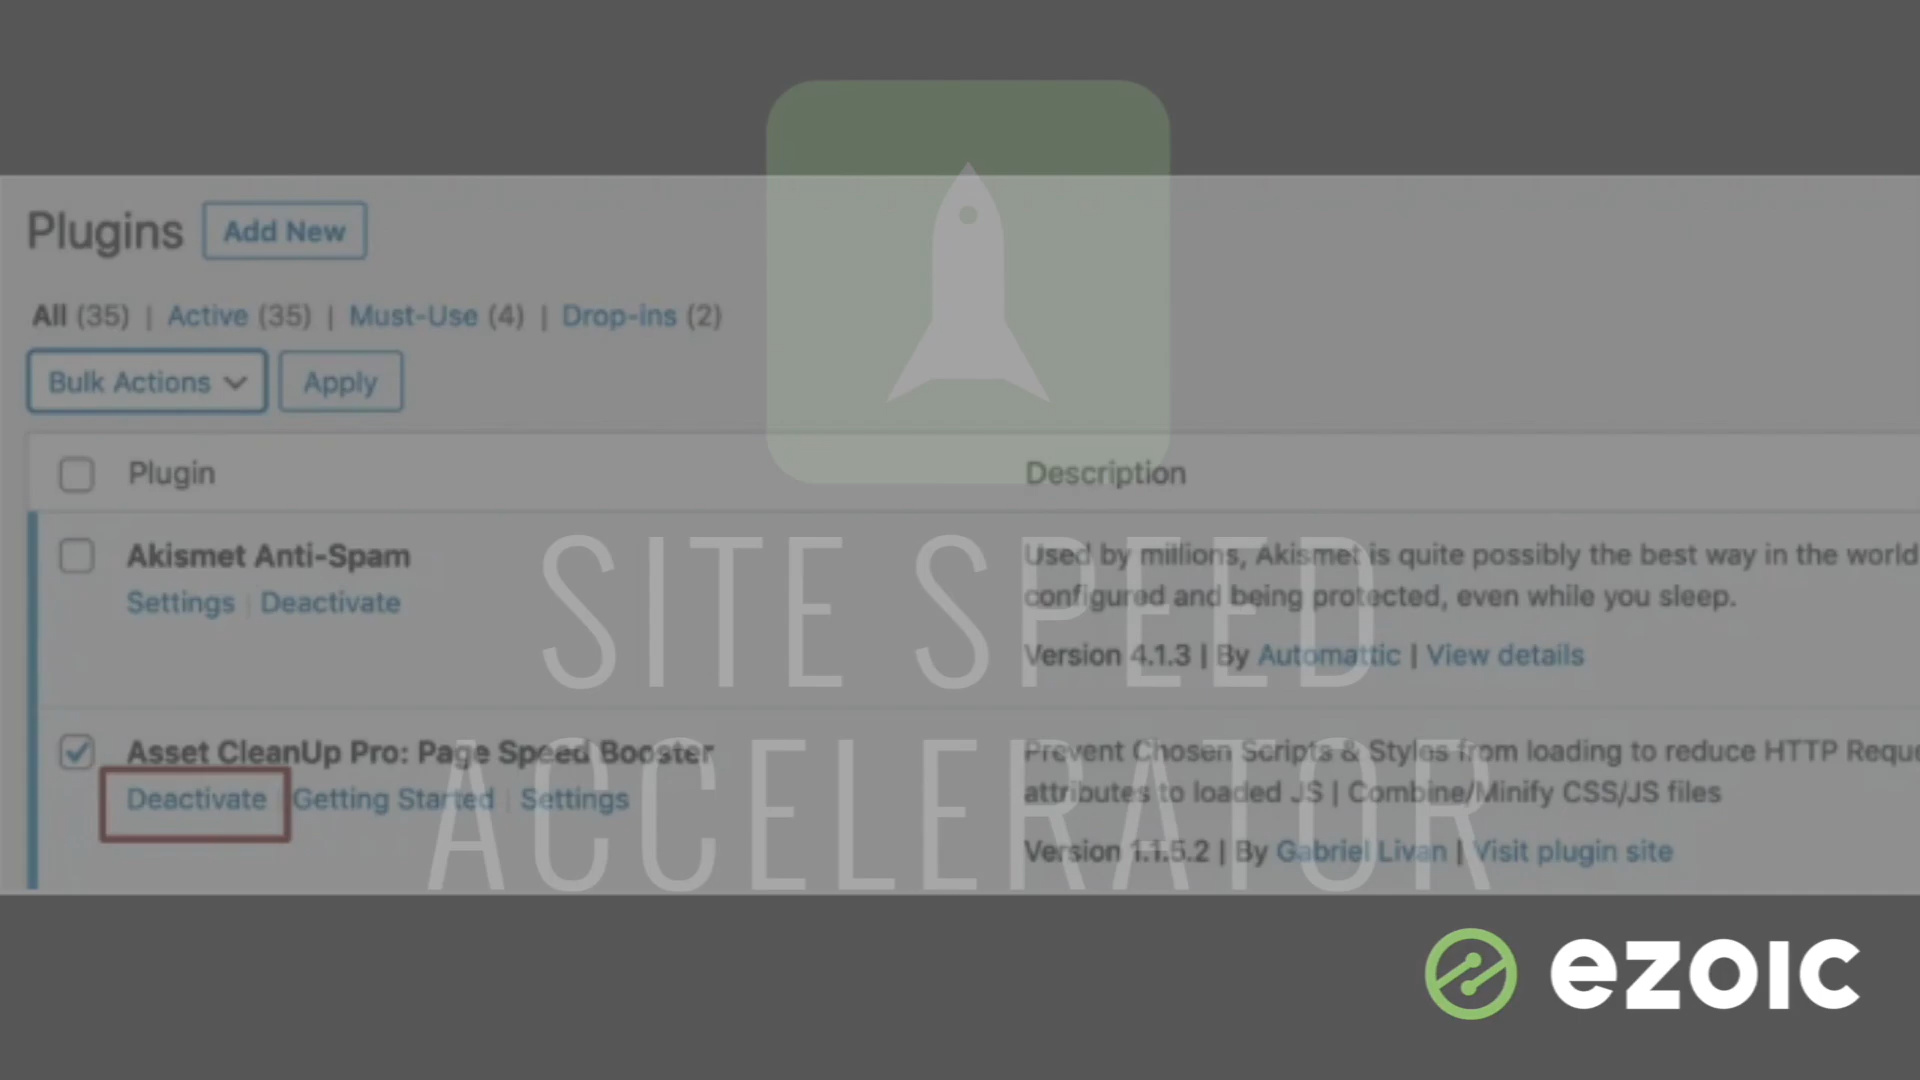 Plugins Add New
All (35) | Active (35) | Must-Use (4) | Drop-ins (2)
Bulk Actions Apply
Plugin Description
Akismet Anti-Spam
Settings | Deactivate
Used by millions, Akismet is quite possibly the best way in the world
configured and being protected, even while you sleep.
Version 4.1.3 | By Automattic | View details
Asset CleanUp Pro: Page Speed Booster
Deactivate | Getting Started | Settings
Prevent Chosen Scripts & Styles from loading to reduce HTTP Reque
attributes to loaded JS | Combine/Minify CSS/JS files
Version 1.1.5.2 | By Gabriel Livan | Visit plugin site
SITE SPEED
ACCELERATOR
ezoic